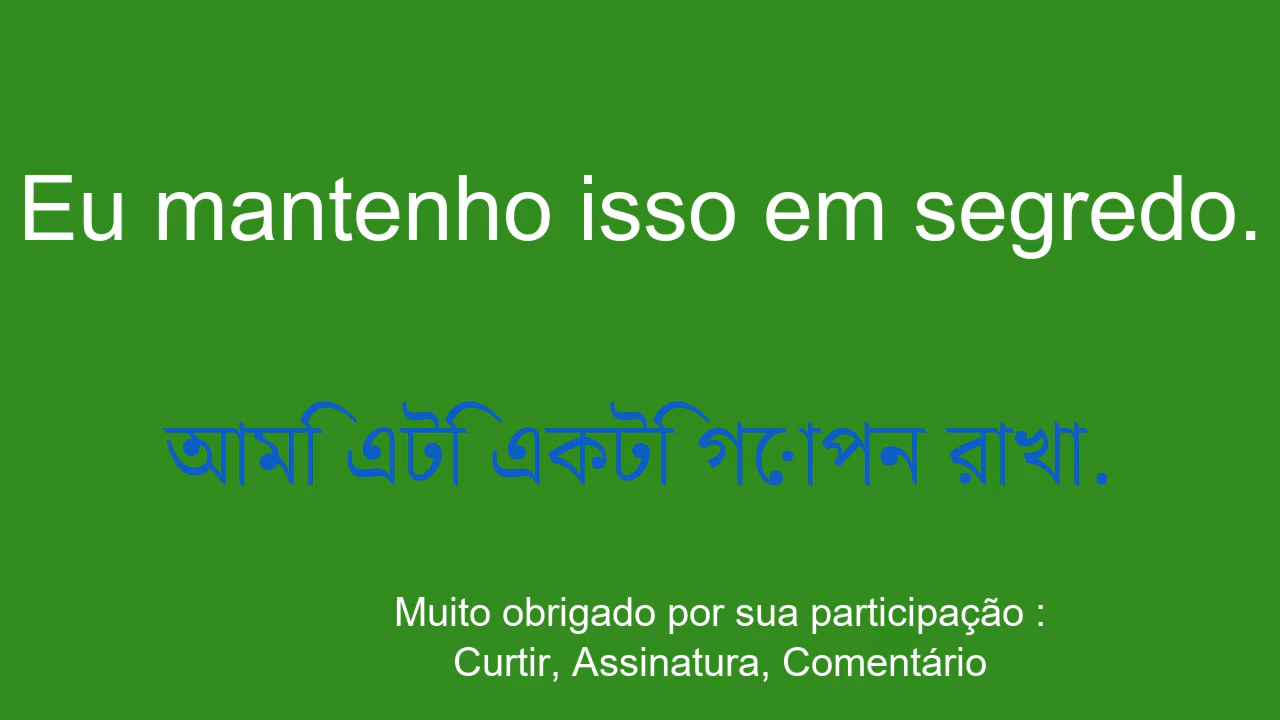 Eu mantenho isso em segredo.
আমি এটি একটি গোপন রাখা.
Muito obrigado por sua participação :
Curtir, Assinatura, Comentário